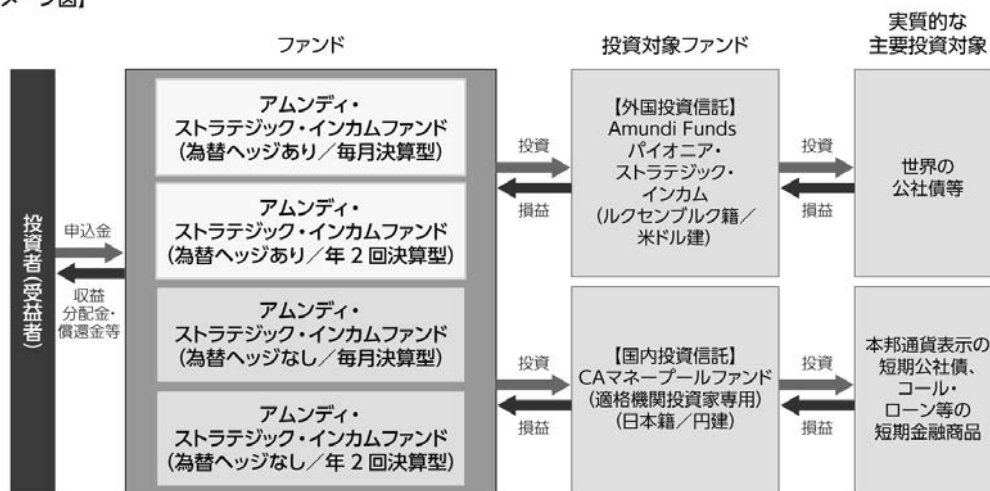 ファンド
投資対象ファンド
実質的な
主要投資対象
投資者(受益者)
申込金
収益
分配金・
償還金等
アムンディ・
ストラテジック・インカムファンド
(為替ヘッジあり／毎月決算型)
アムンディ・
ストラテジック・インカムファンド
(為替ヘッジあり／年２回決算型)
アムンディ・
ストラテジック・インカムファンド
(為替ヘッジなし／毎月決算型)
アムンディ・
ストラテジック・インカムファンド
(為替ヘッジなし／年２回決算型)
投資
損益
【外国投資信託】
Amundi Funds
パイオニア・
ストラテジック・
インカム
(ルクセンブルク籍／
米ドル建)
投資
損益
世界の
公社債等
投資
損益
【国内投資信託】
CAマネープールファンド
(適格機関投資家専用)
(日本籍／円建)
投資
損益
本邦通貨表示の
短期公社債、
コール・
ローン等の
短期金融商品